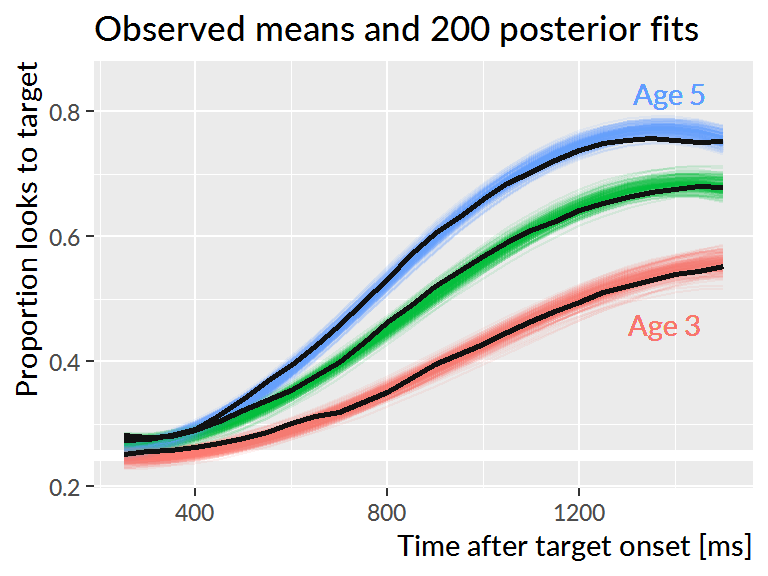 Observed means and 200 posterior fits
Proportion looks to target
0.8
0.6
0.4
0.2
Age 5
Age 3
400
800
1200
Time after target onset [ms]